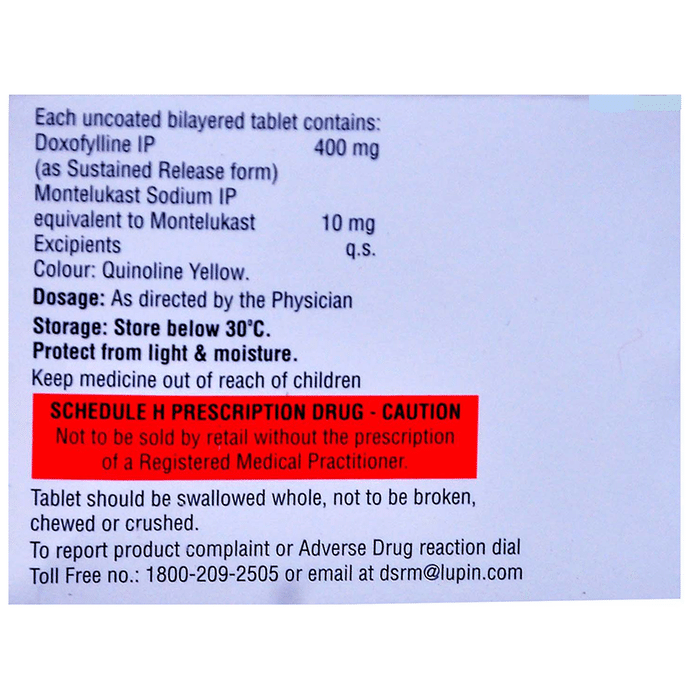 Each uncoated bilayered tablet contains:
Doxofylline IP 400 mg
(as Sustained Release form)
Montelukast Sodium IP
equivalent to Montelukast 10 mg
Excipients q.s.
Colour: Quinoline Yellow.
Dosage: As directed by the Physician
Storage: Store below 30°C.
Protect from light & moisture.
Keep medicine out of reach of children
SCHEDULE H PRESCRIPTION DRUG - CAUTION
Not to be sold by retail without the prescription
of a Registered Medical Practitioner.
Tablet should be swallowed whole, not to be broken,
chewed or crushed.
To report product complaint or Adverse Drug reaction dial
Toll Free no.: 1800-209-2505 or email at dsrm@lupin.com